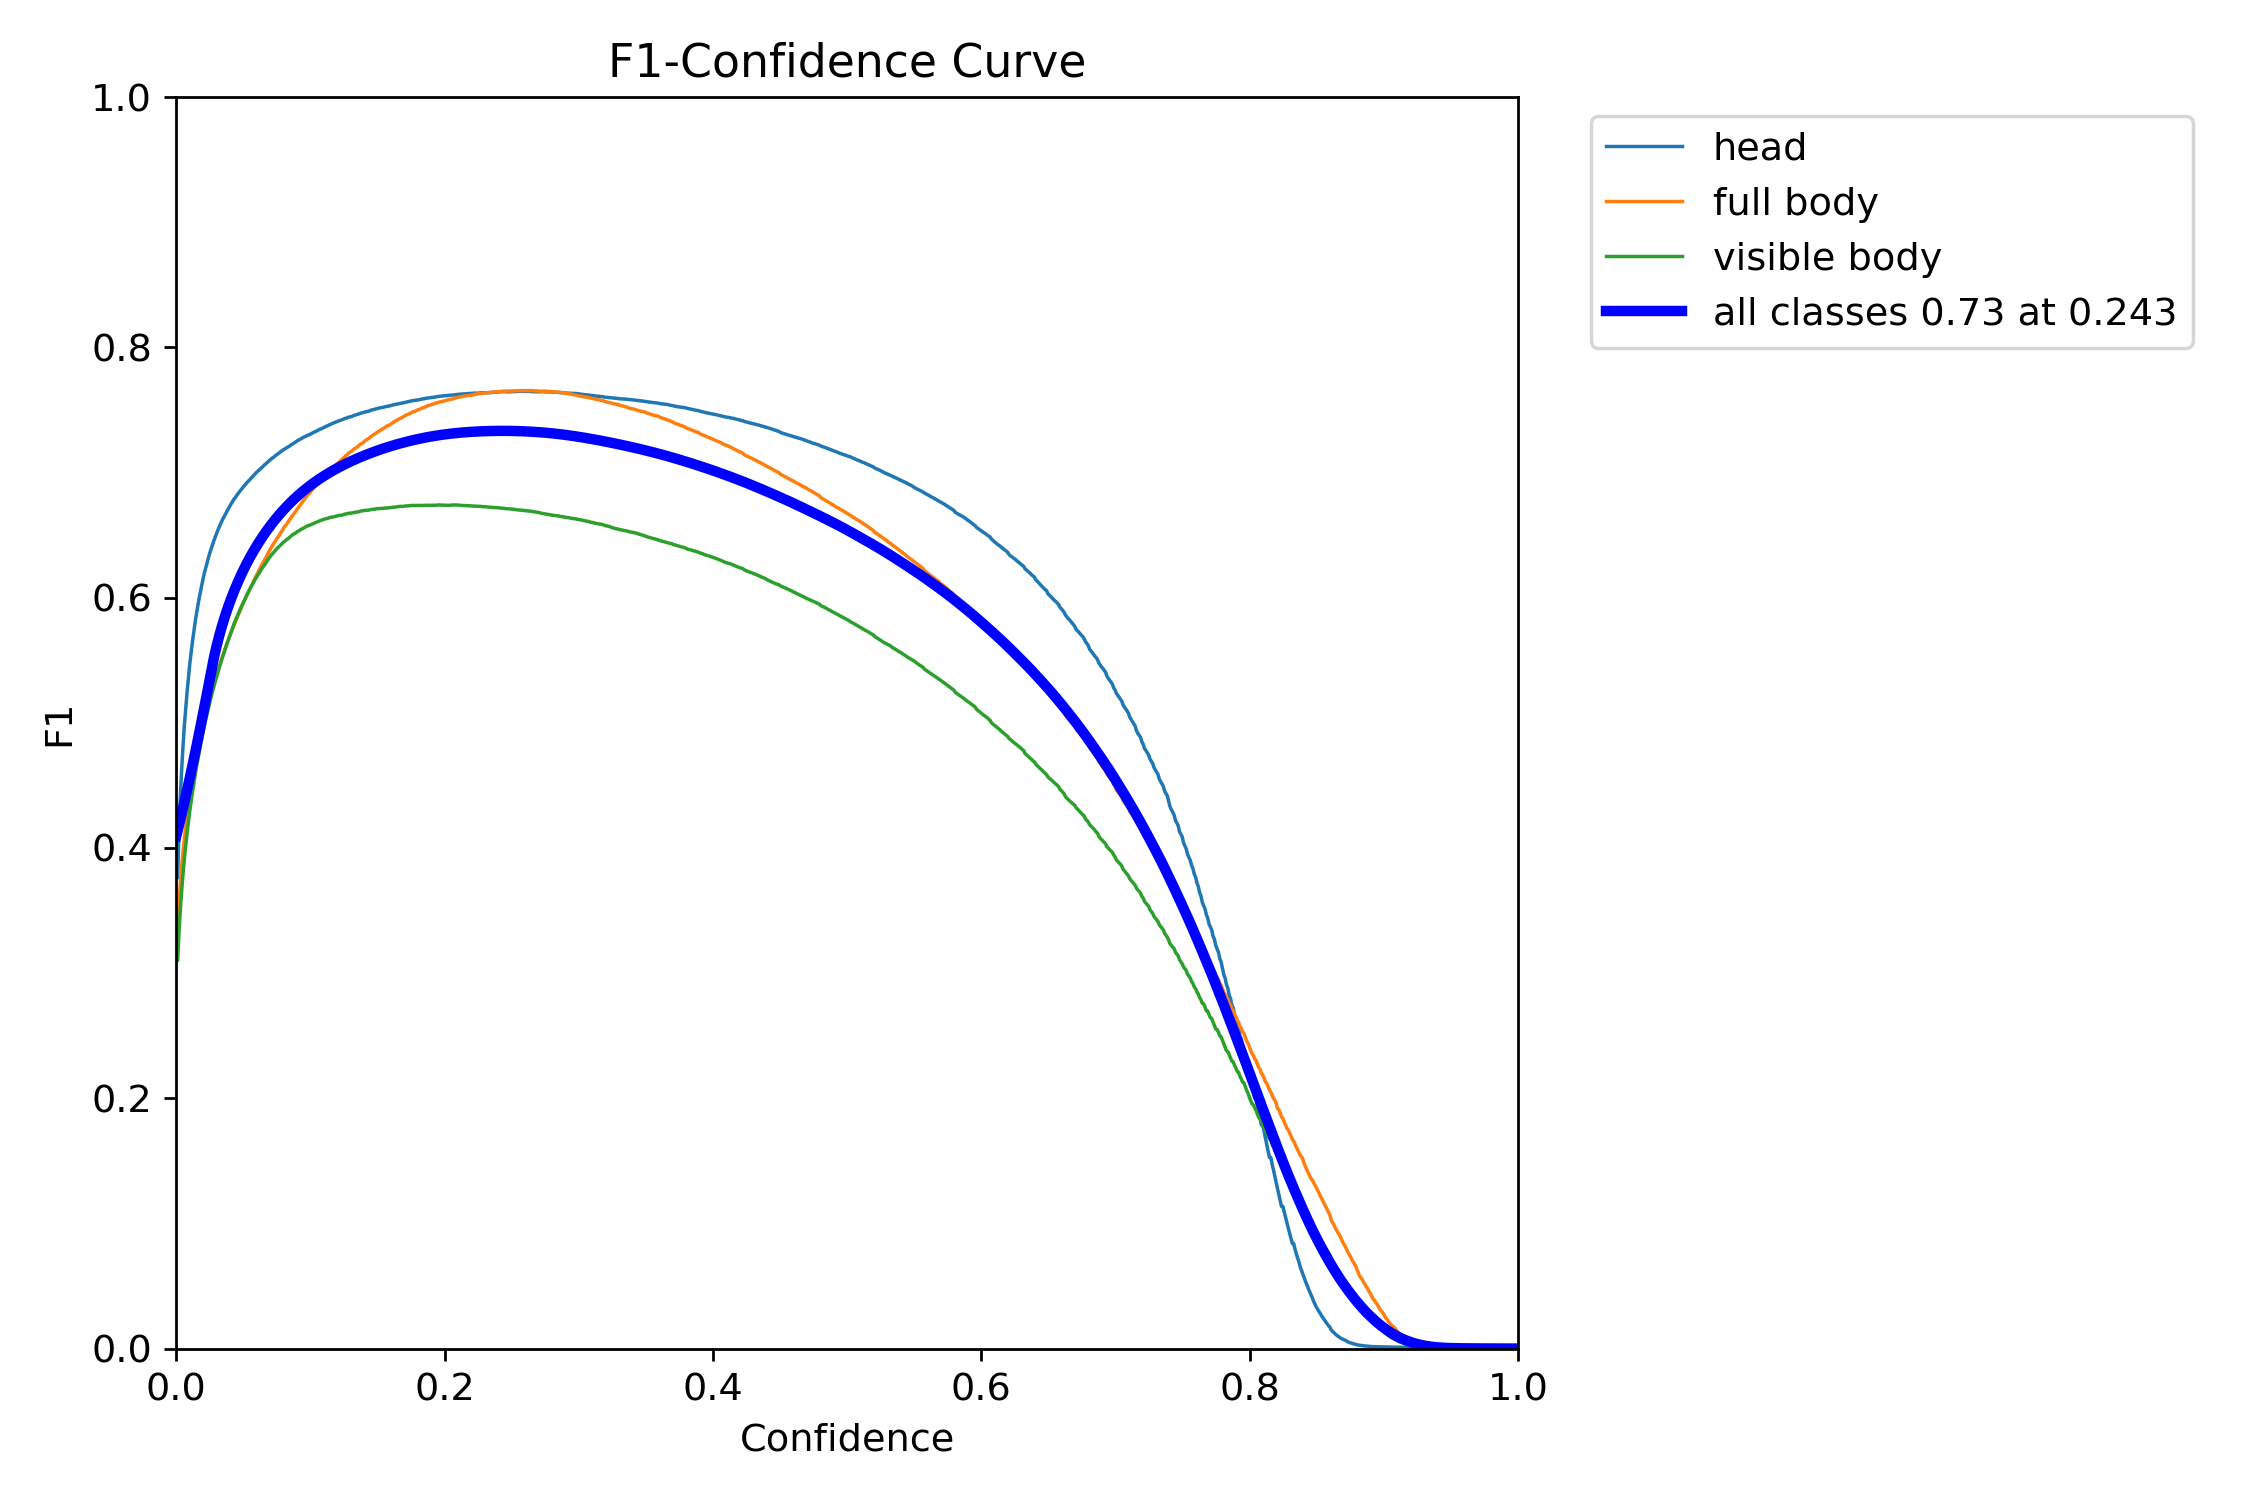 F1-Confidence Curve
1.0
0.8
0.6
0.4
0.2
0.0
F1
0.0 0.2 0.4 0.6 0.8 1.0
Confidence
head
full body
visible body
all classes 0.73 at 0.243